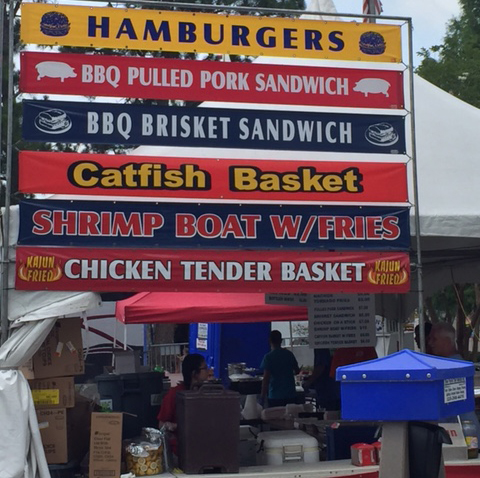 HAMBURGERS
BBQ PULLED PORK SANDWICH
BBQ BRISKET SANDWICH
Catfish Basket
SHRIMP BOAT W/FRIES
KAJUN FRIED CHICKEN TENDER BASKET KAJUN FRIED